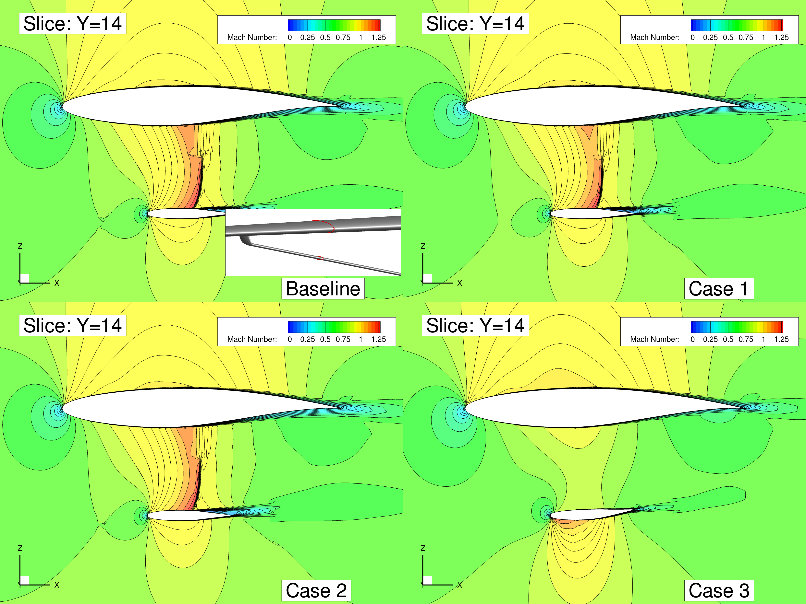 Slice: Y=14
Mach Number: 0 0.25 0.5 0.75 1 1.25
Z
X
Baseline
Slice: Y=14
Mach Number: 0 0.25 0.5 0.75 1 1.25
Z
X
Case 1
Slice: Y=14
Mach Number: 0 0.25 0.5 0.75 1 1.25
Z
X
Case 2
Slice: Y=14
Mach Number: 0 0.25 0.5 0.75 1 1.25
Z
X
Case 3